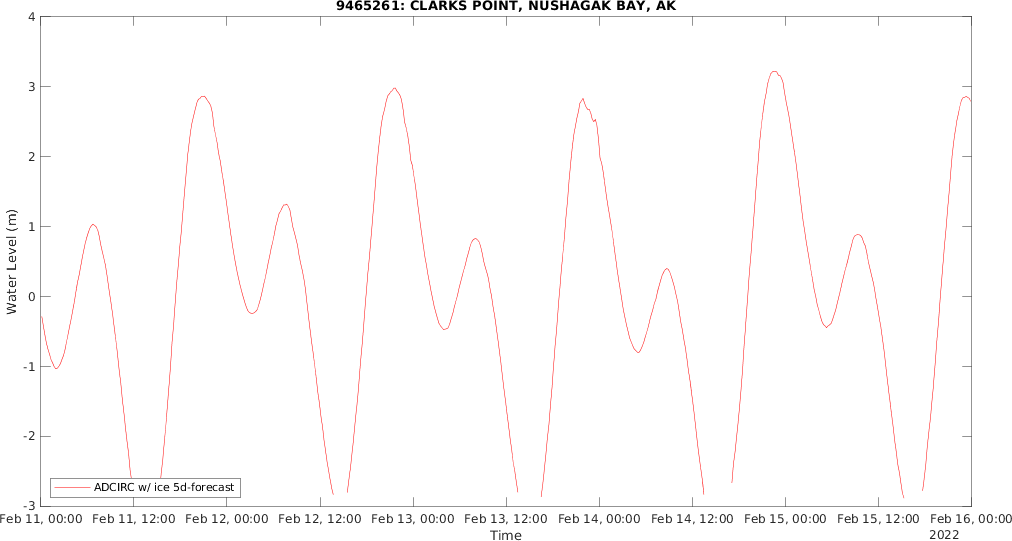 9465261: CLARKS POINT, NUSHAGAK BAY, AK
Water Level (m)
4
3
2
1
0
-1
-2
-3
ADCIRC w/ ice 5d-forecast
Feb 11, 00:00 Feb 11, 12:00 Feb 12, 00:00 Feb 12, 12:00 Feb 13, 00:00 Feb 13, 12:00 Feb 14, 00:00 Feb 14, 12:00 Feb 15, 00:00 Feb 15, 12:00 Feb 16, 00:00
Time
2022